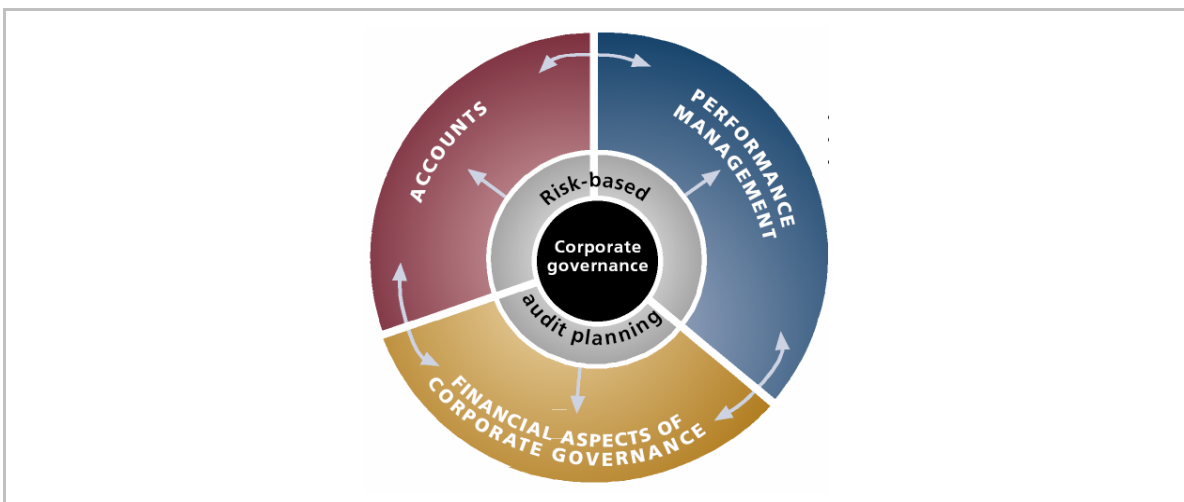 ACCOUNTS
PERFORMANCE
MANAGEMENT
Risk-based
Corporate
governance
audit planning
FINANCIAL ASPECTS OF
CORPORATE GOVERNANCE